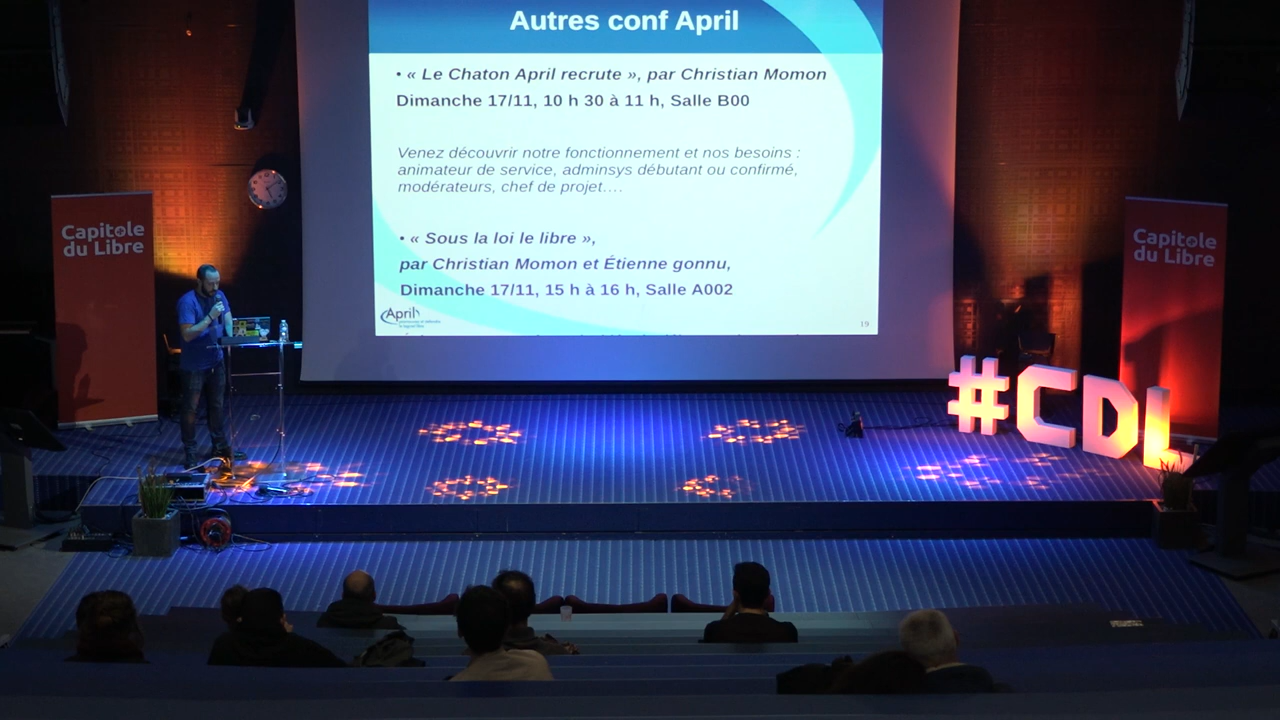 Autres conf April
• « Le Chaton April recrute », par Christian Momon
Dimanche 17/11, 10 h 30 à 11 h, Salle B00
Venez découvrir notre fonctionnement et nos besoins :
animateur de service, adminsys débutant ou confirmé,
modérateurs, chef de projet….
• « Sous la loi le libre »,
par Christian Momon et Étienne gonnu,
Dimanche 17/11, 15 h à 16 h, Salle A002
April
19
Capitole
du Libre
Capitole
du Libre
#CDL